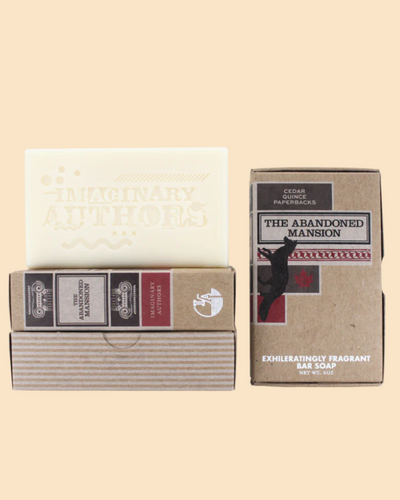 IMAGINARY
AUTHORS
THE
ABANDONED
MANSION
IMAGINARY
AUTHORS
CEDAR
QUINCE
PAPERBACKS
THE ABANDONED
MANSION
EXHILERATINGLY FRAGRANT
BAR SOAP
NET WT. 6OZ